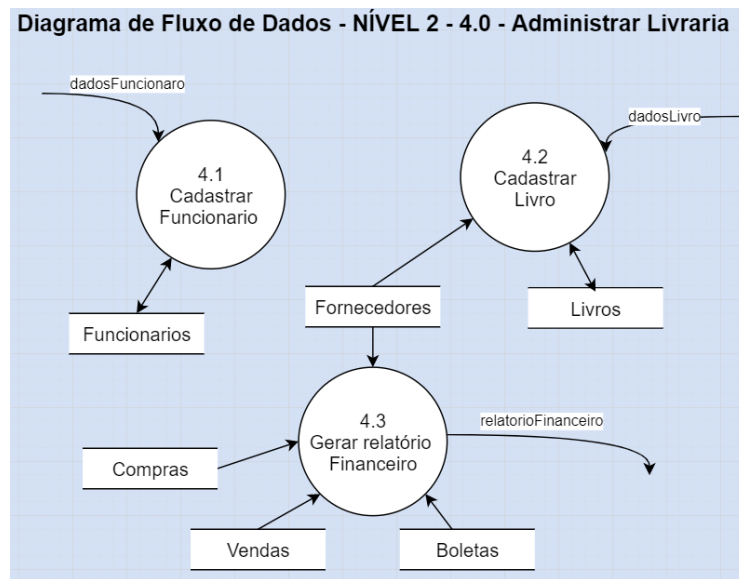 Diagrama de Fluxo de Dados - NÍVEL 2 - 4.0 - Administrar Livraria
dadosFuncionaro
dadosLivro
4.1
Cadastrar
Funcionario
4.2
Cadastrar
Livro
Funcionarios
Fornecedores
Livros
4.3
Gerar relatório
Financeiro
relatorioFinanceiro
Compras
Vendas
Boletas